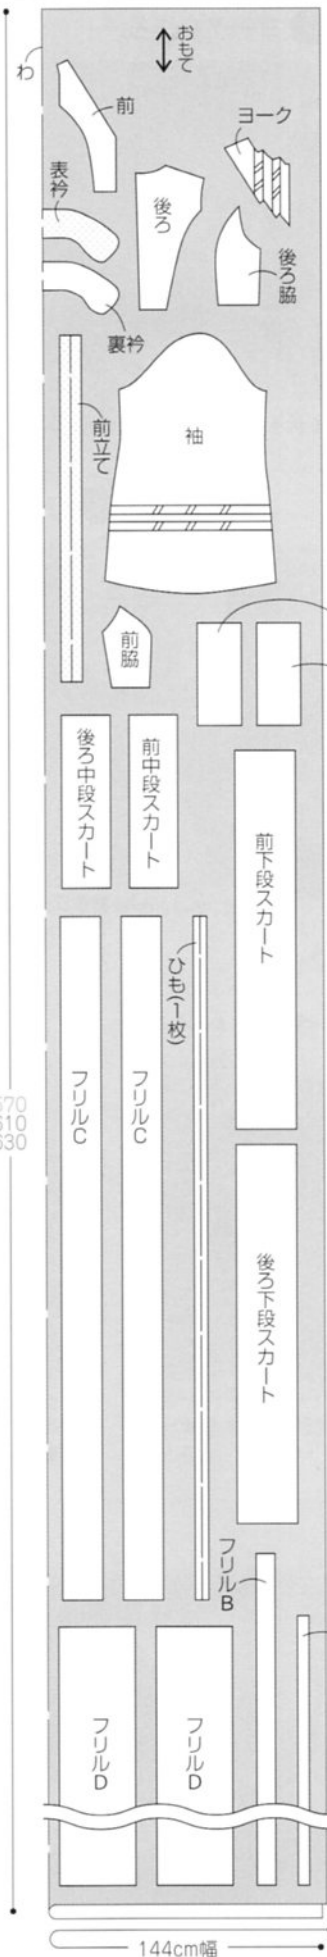 おもて
わ
前
ヨーク
表衿
後ろ
後ろ脇
裏衿
前立て
袖
前脇
後ろ中段スカート
前中段スカート
前下段スカート
ひも(1枚)
フリルC
フリルC
610
630
後ろ下段スカート
フリルB
フリルD
フリルD
144cm幅